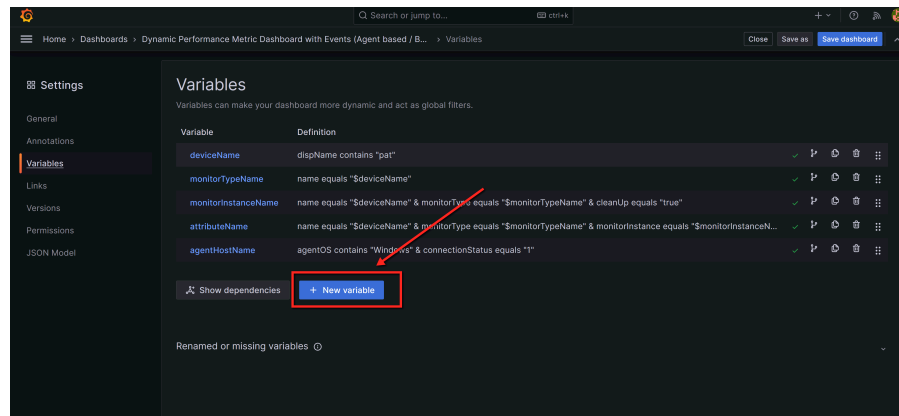 Search or jump to...
ctrl+k
Home › Dashboards › Dynamic Performance Metric Dashboard with Events (Agent based / B... › Variables
Close Save as Save dashboard
Settings
General
Annotations
Variables
Links
Versions
Permissions
JSON Model
Variables
Variables can make your dashboard more dynamic and act as global filters.
Variable Definition
deviceName dispName contains "pat"
monitorTypeName name equals "$deviceName"
monitorInstanceName name equals "$deviceName" & monitorType equals "$monitorTypeName" & cleanUp equals "true"
attributeName name equals "$deviceName" & monitorType equals "$monitorTypeName" & monitorInstance equals "$monitorInstanceN...
agentHostName agentOS contains "Windows" & connectionStatus equals "1"
Show dependencies + New variable
Renamed or missing variables